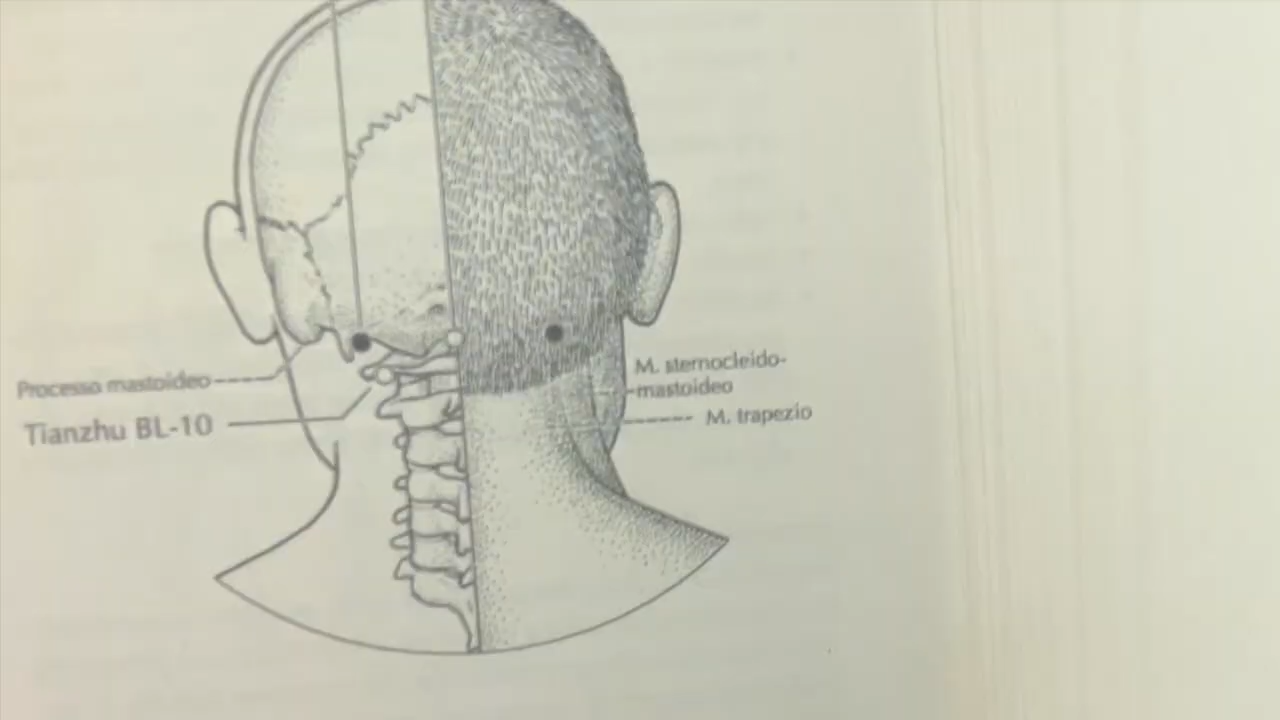 Processo mastoideo
Tianzhu BL-10
M. sternocleido-
mastoideo
M. trapezio